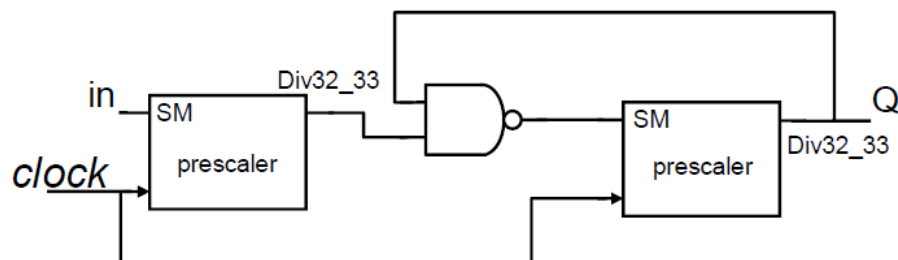 Div32_33
in
SM
prescaler
clock
SM
prescaler
Q
Div32_33